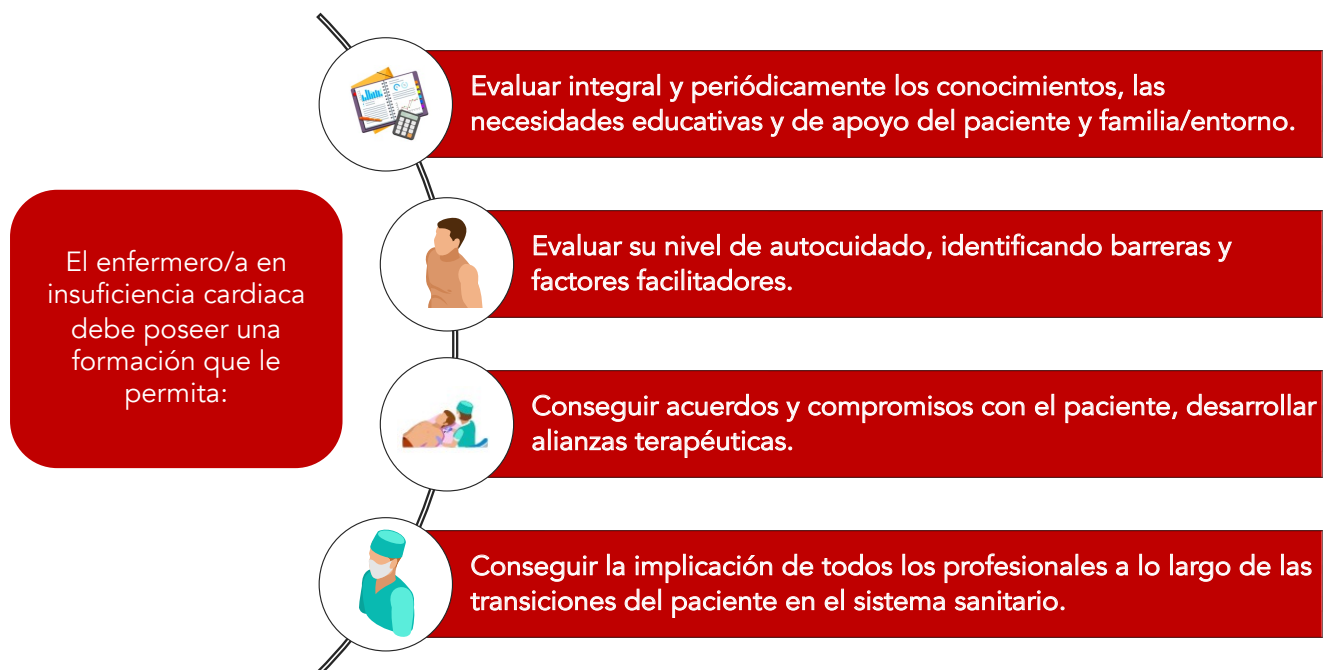 El enfermero/a en
insuficiencia cardiaca
debe poseer una
formación que le
permita:
Evaluar integral y periódicamente los conocimientos, las
necesidades educativas y de apoyo del paciente y familia/entorno.
Evaluar su nivel de autocuidado, identificando barreras y
factores facilitadores.
Conseguir acuerdos y compromisos con el paciente, desarrollar
alianzas terapéuticas.
Conseguir la implicación de todos los profesionales a lo largo de las
transiciones del paciente en el sistema sanitario.